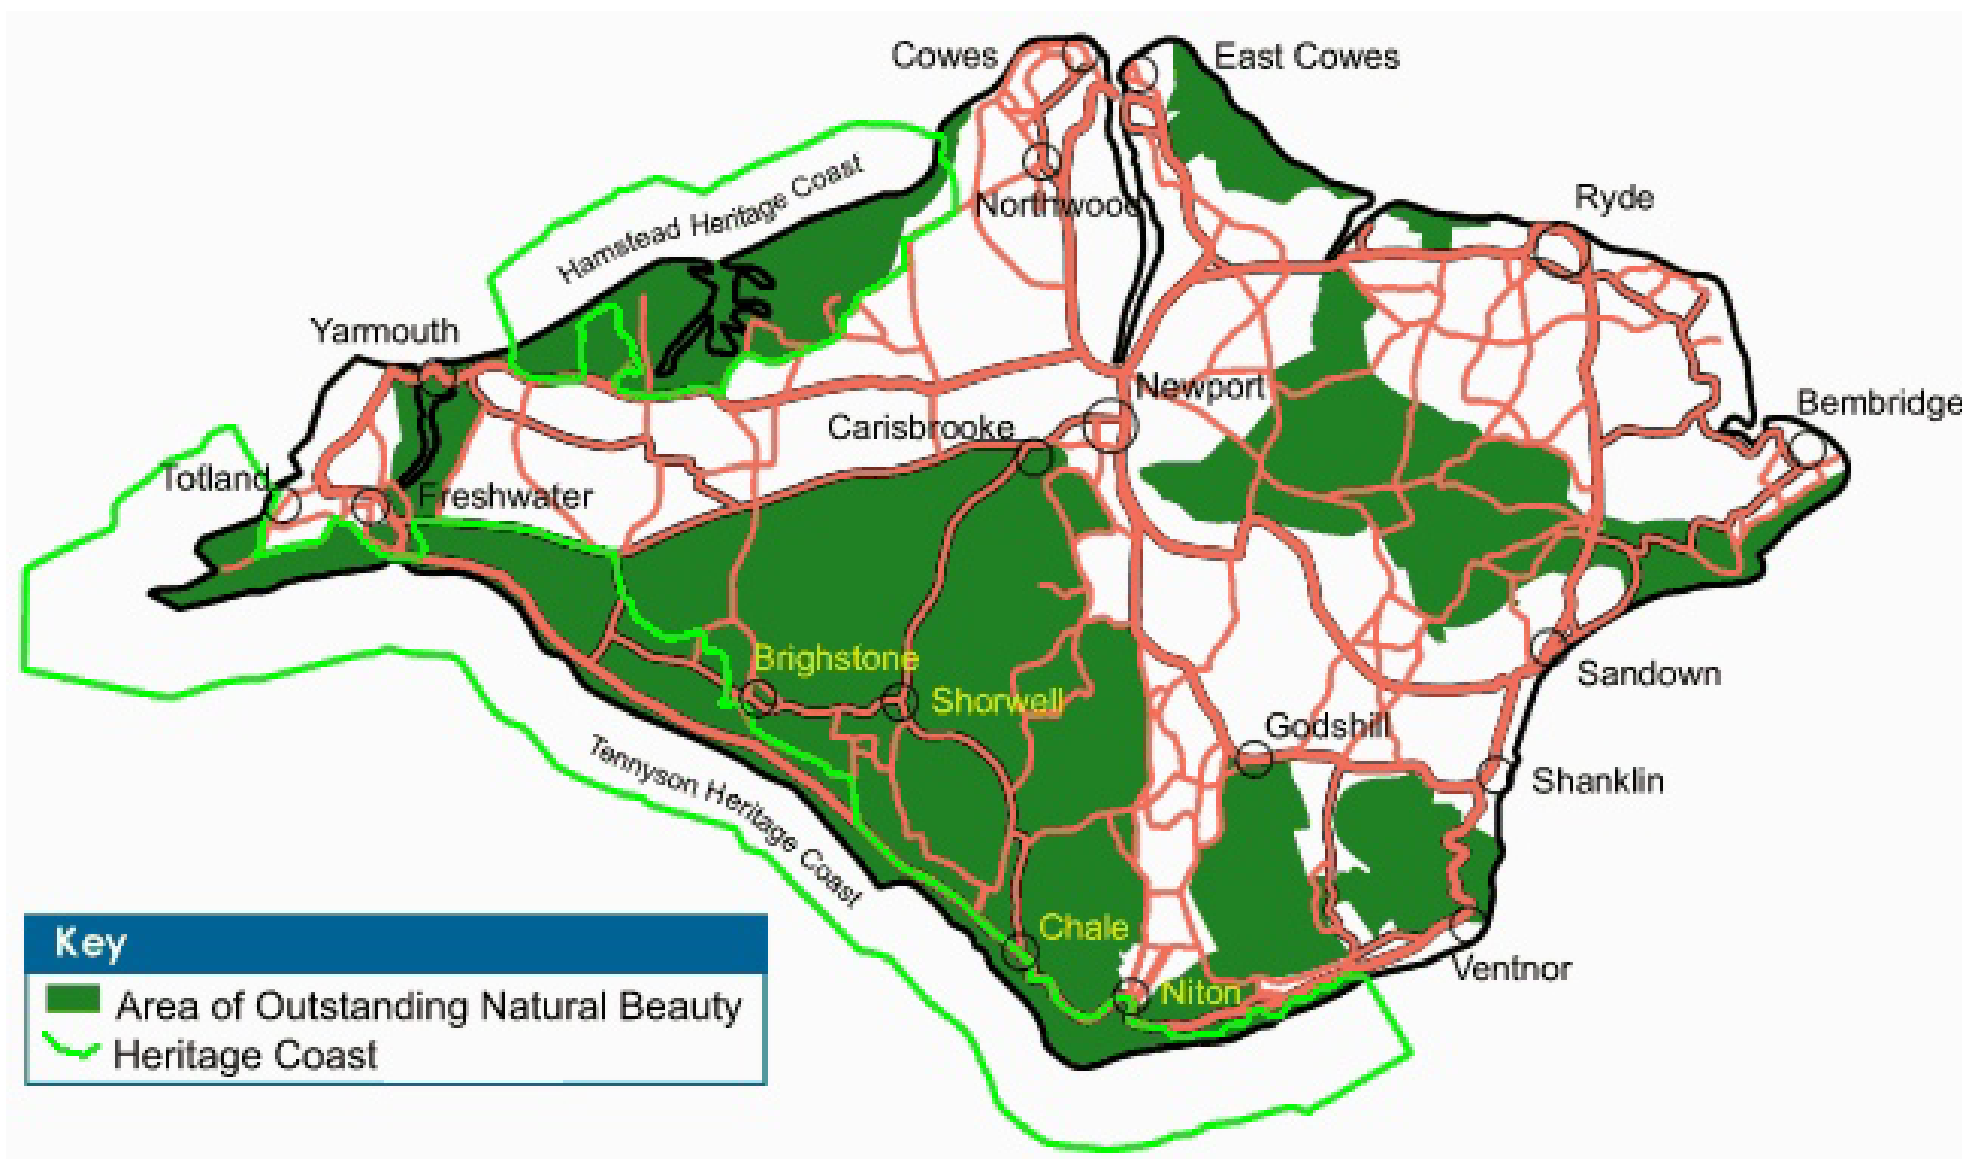 Cowes
East Cowes
Hamstead Heritage Coast
Northwood
Ryde
Yarmouth
Newport
Carisbrooke
Bembridge
Totland
Freshwater
Brighstone
Shorwell
Sandown
Godshill
Tennyson Heritage Coast
Shanklin
Chale
Niton
Ventnor
Key
Area of Outstanding Natural Beauty
Heritage Coast